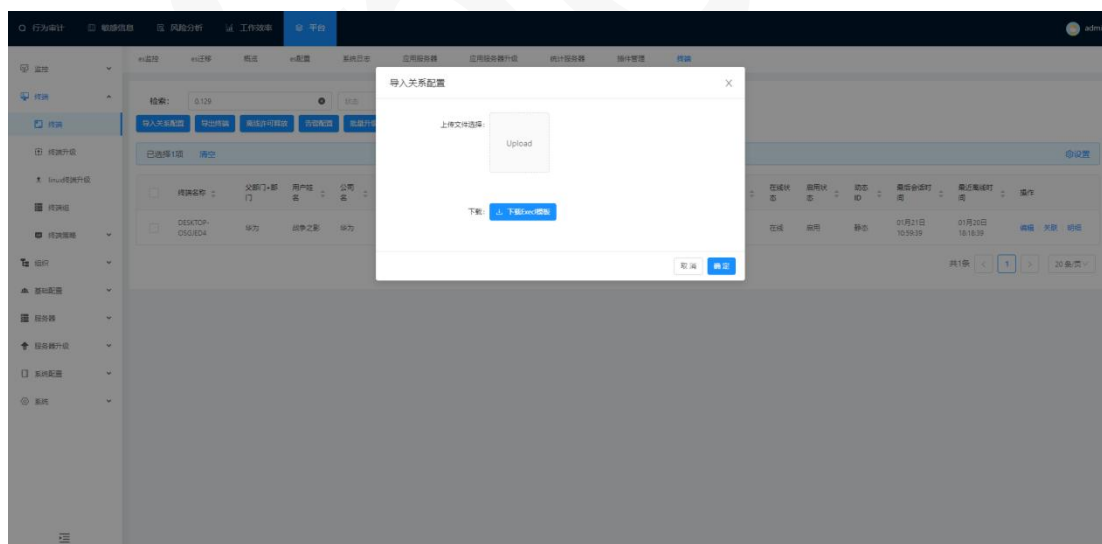 行为审计 敏感信息 风险分析 工作效率 平台
es监控 es迁移 概览 es配置 系统日志 应用服务器 应用服务器升级 统计服务器 插件管理 终端
监控
终端
终端
终端升级
linux终端升级
终端组
终端策略
组织
基础配置
服务器
服务器升级
系统配置
系统
检索: 0.129 状态
导入关系配置 导出终端 离线许可释放 告警配置 批量升级
已选择1项 清空 设置
终端名称 父部门+部门 用户姓名 公司名 在线状态 启用状态 动态ID 最后会话时间 最近离线时间 操作
DESKTOP- 华为 战争之影 华为 在线 启用 静态 01月21日 10:59:59 01月20日 18:18:39 编辑 关联 明细
共1条 1 20 条/页
导入关系配置
上传文件选择:
Upload
下载: 下载Execl模板
取消 确定